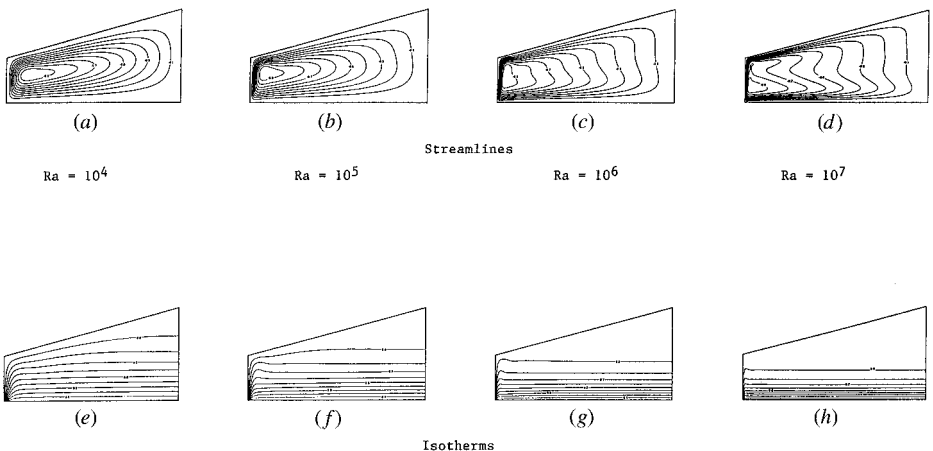 (a) (b) (c) (d)
Streamlines
Ra = 10⁴ Ra = 10⁵ Ra = 10⁶ Ra = 10⁷
(e) (f) (g) (h)
Isotherms